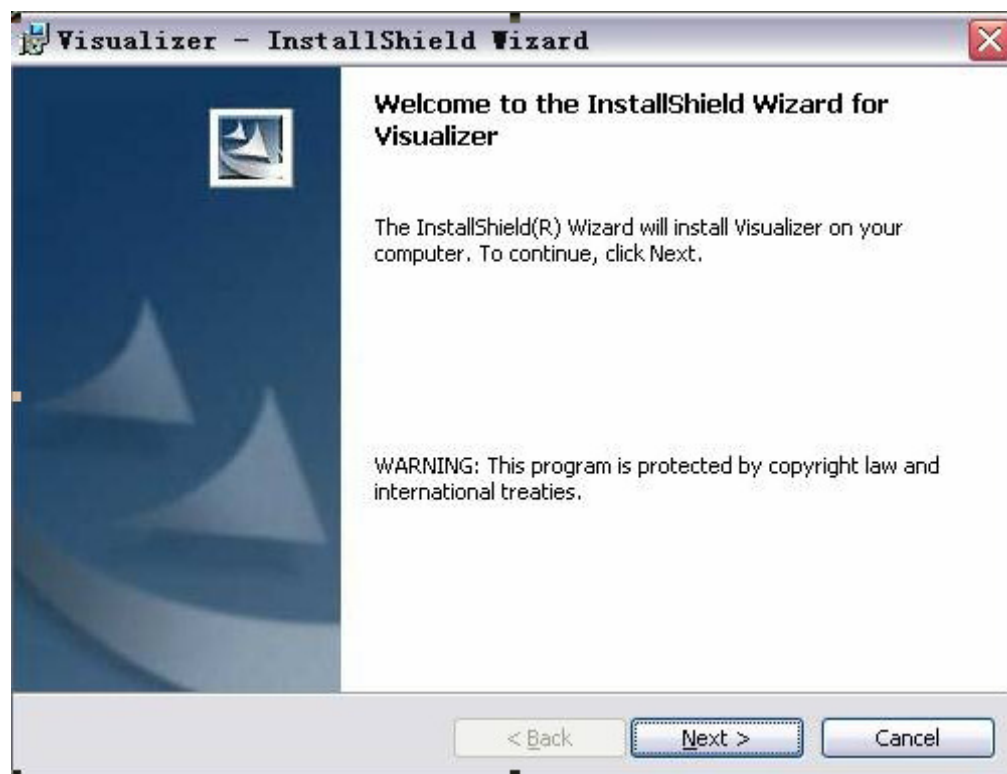 Visualizer - InstallShield Wizard
Welcome to the InstallShield Wizard for
Visualizer
The InstallShield(R) Wizard will install Visualizer on your
computer. To continue, click Next.
WARNING: This program is protected by copyright law and
international treaties.
< Back
Next >
Cancel